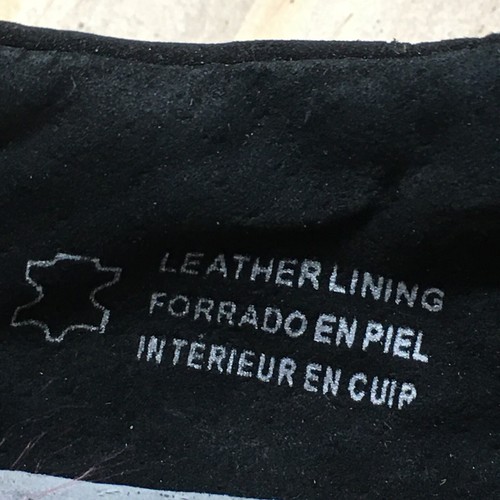 LEATHER LINING
FORRADO EN PIEL
INTÉRIEUR EN CUIR